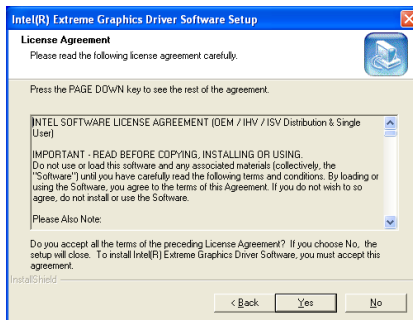 Intel(R) Extreme Graphics Driver Software Setup
License Agreement
Please read the following license agreement carefully.
Press the PAGE DOWN key to see the rest of the agreement.
INTEL SOFTWARE LICENSE AGREEMENT (OEM / IHV / ISV Distribution & Single
User)
IMPORTANT - READ BEFORE COPYING, INSTALLING OR USING.
Do not use or load this software and any associated materials (collectively, the
"Software") until you have carefully read the following terms and conditions. By loading or
using the Software, you agree to the terms of this Agreement. If you do not wish to so
agree, do not install or use the Software.
Please Also Note:
Do you accept all the terms of the preceding License Agreement? If you choose No, the
setup will close. To install Intel(R) Extreme Graphics Driver Software, you must accept this
agreement.
InstallShield
< Back Yes No